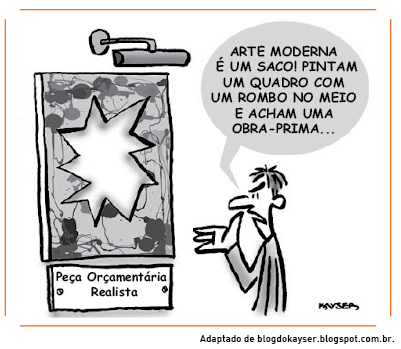 ARTE MODERNA
É UM SACO! PINTAM
UM QUADRO COM
UM ROMBO NO MEIO
E ACHAM UMA
OBRA-PRIMA...
Peça Orçamentária
Realista
KAYSER
Adaptado de blogdokayser.blogspot.com.br.